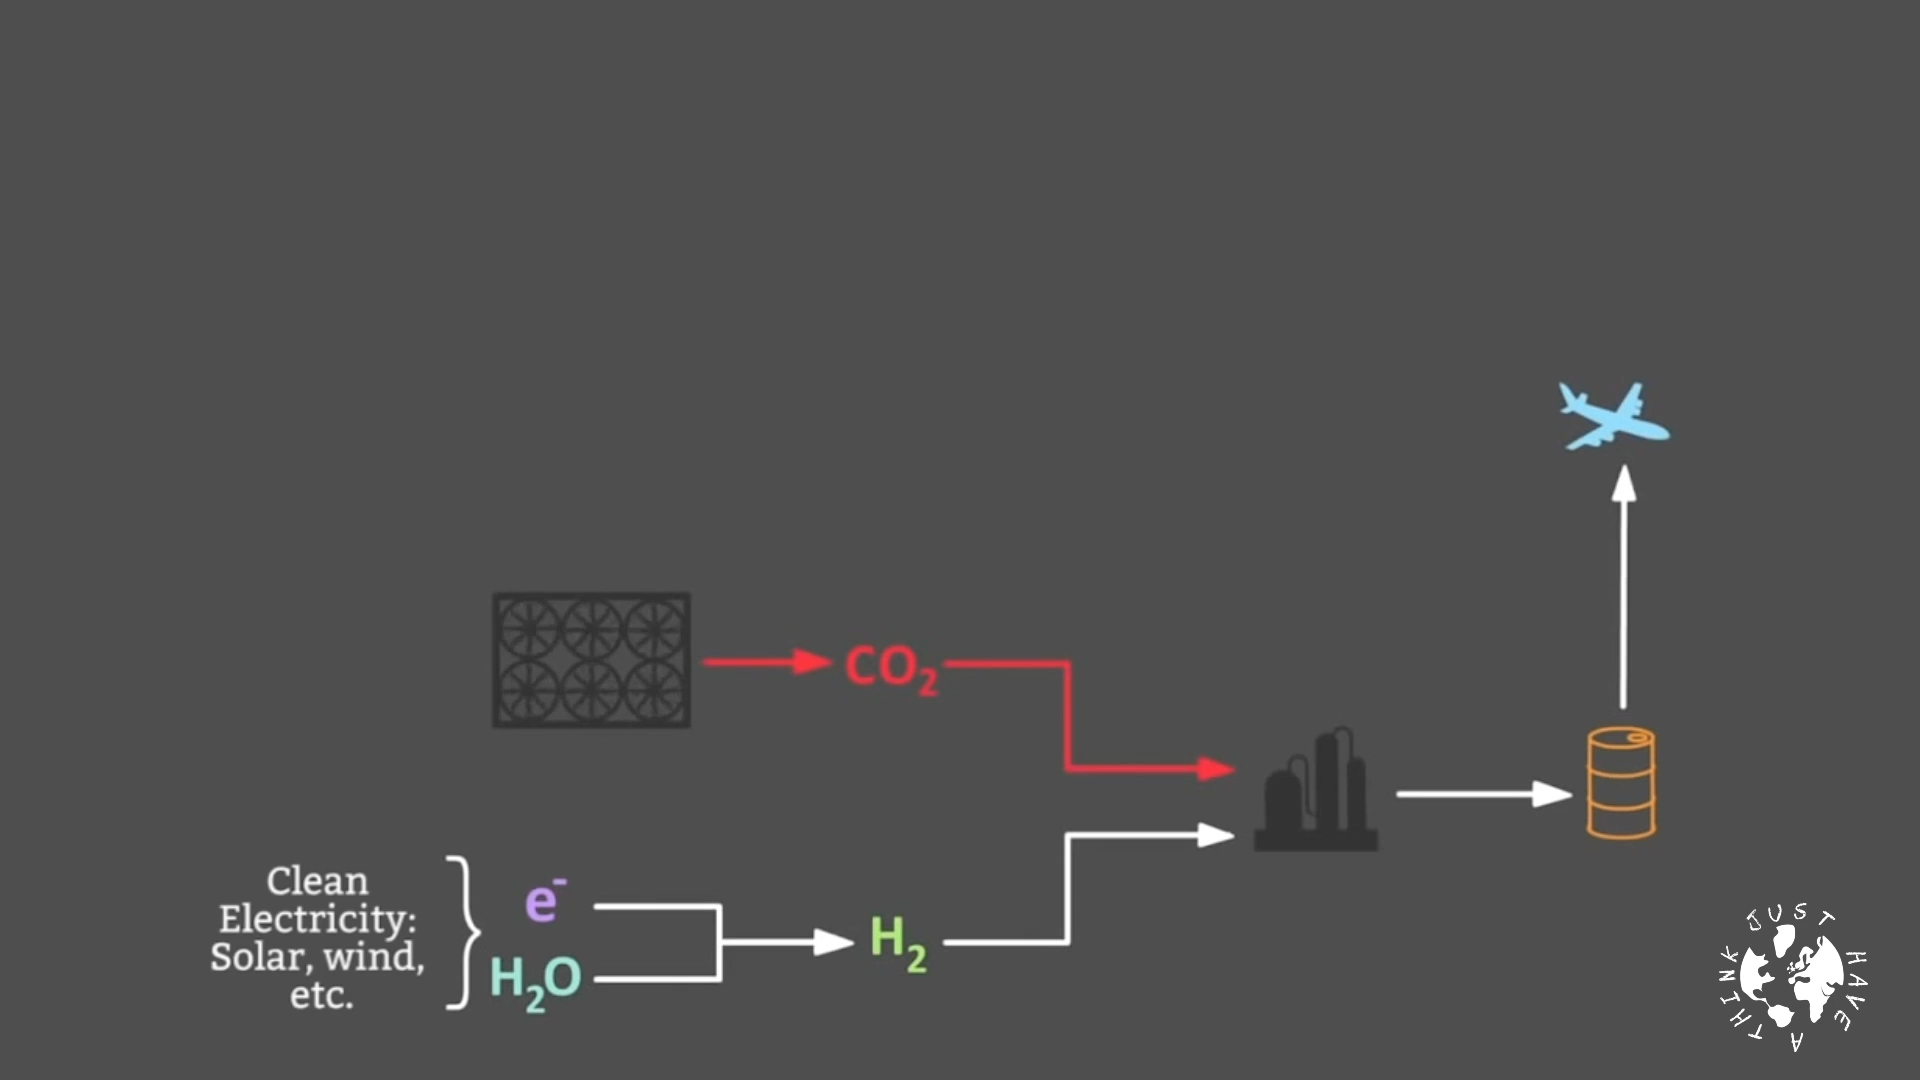 CO₂
Clean
Electricity:
Solar, wind,
etc.
e⁻
H₂O
H₂
JUST HAVE A THINK